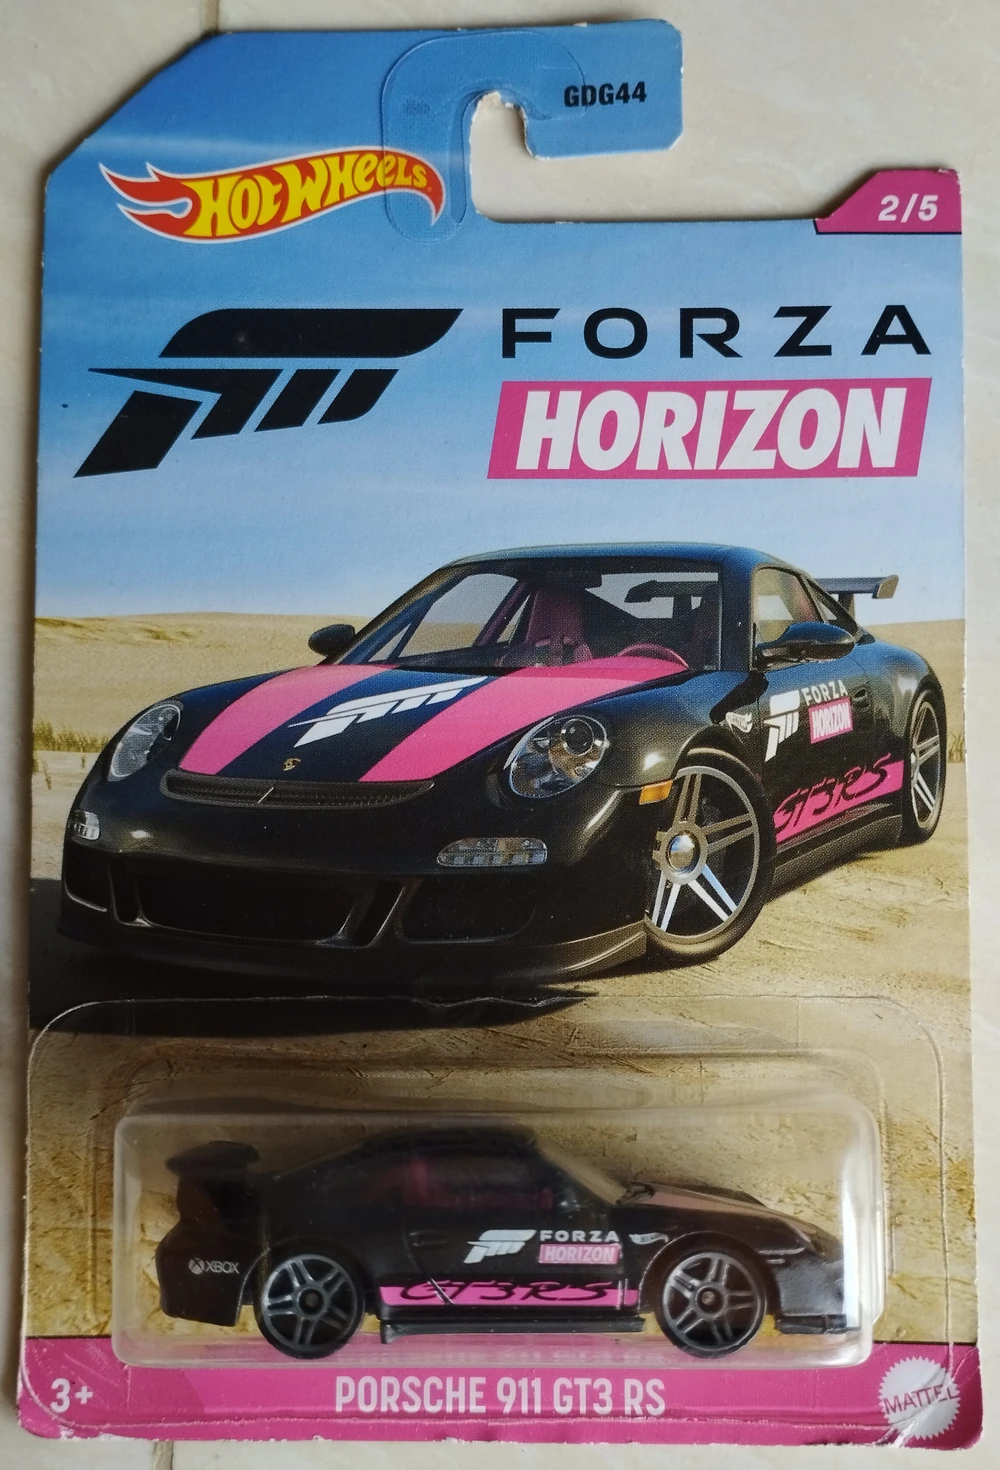 GDG44
HOT WHEELS
2/5
FORZA
HORIZON
FORZA
HORIZON
GT3RS
FORZA
HORIZON
XBOX
GT3RS
3+
PORSCHE 911 GT3 RS
MATTEL